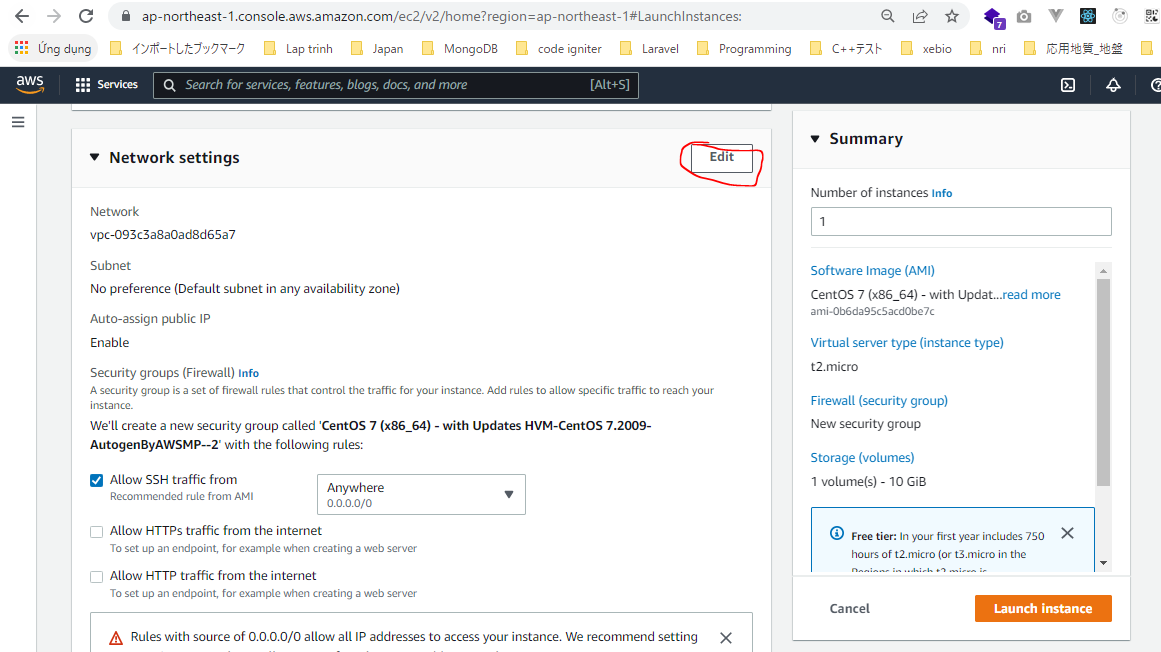 ap-northeast-1.console.aws.amazon.com/ec2/v2/home?region=ap-northeast-1#LaunchInstances:
7
Ứng dụng インポートしたブックマーク Lap trinh Japan MongoDB code igniter Laravel Programming C++テスト xebio nri 応用地質_地盤
aws Services Search for services, features, blogs, docs, and more [Alt+S]
Network settings
Edit
Network
vpc-093c3a8a0ad8d65a7
Subnet
No preference (Default subnet in any availability zone)
Auto-assign public IP
Enable
Security groups (Firewall) Info
A security group is a set of firewall rules that control the traffic for your instance. Add rules to allow specific traffic to reach your
instance.
We'll create a new security group called 'CentOS 7 (x86_64) - with Updates HVM-CentOS 7.2009-
AutogenByAWSMP--2' with the following rules:
Allow SSH traffic from
Recommended rule from AMI
Anywhere
0.0.0.0/0
Allow HTTPs traffic from the internet
To set up an endpoint, for example when creating a web server
Allow HTTP traffic from the internet
To set up an endpoint, for example when creating a web server
Rules with source of 0.0.0.0/0 allow all IP addresses to access your instance. We recommend setting
Summary
Number of instances Info
1
Software Image (AMI)
CentOS 7 (x86_64) - with Updat...read more
ami-0b6da95c5acd0be7c
Virtual server type (instance type)
t2.micro
Firewall (security group)
New security group
Storage (volumes)
1 volume(s) - 10 GiB
Free tier: In your first year includes 750
hours of t2.micro (or t3.micro in the
Regions in which t2.micro is
Cancel
Launch instance